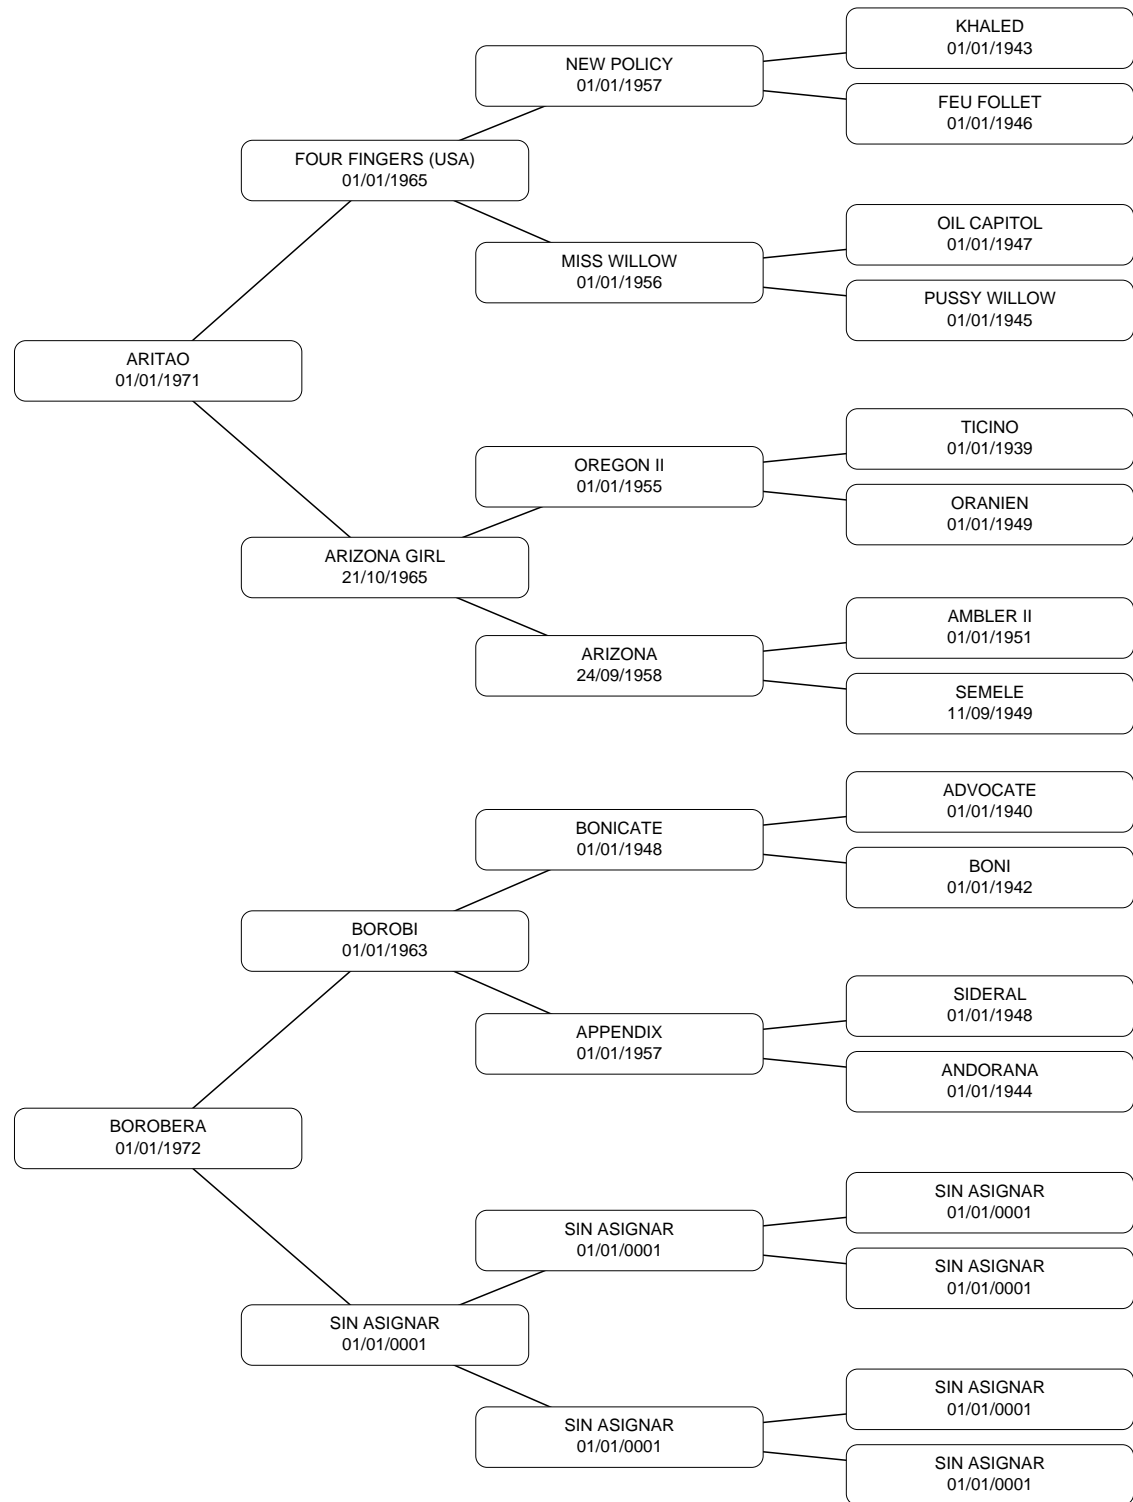 KHALED
01/01/1943
NEW POLICY
01/01/1957
FEU FOLLET
01/01/1946
FOUR FINGERS (USA)
01/01/1965
OIL CAPITOL
01/01/1947
MISS WILLOW
01/01/1956
PUSSY WILLOW
01/01/1945
ARITAO
01/01/1971
TICINO
01/01/1939
OREGON II
01/01/1955
ORANIEN
01/01/1949
ARIZONA GIRL
21/10/1965
AMBLER II
01/01/1951
ARIZONA
24/09/1958
SEMELE
11/09/1949
ADVOCATE
01/01/1940
BONICATE
01/01/1948
BONI
01/01/1942
BOROBI
01/01/1963
SIDERAL
01/01/1948
APPENDIX
01/01/1957
ANDORANA
01/01/1944
BOROBERA
01/01/1972
SIN ASIGNAR
01/01/0001
SIN ASIGNAR
01/01/0001
SIN ASIGNAR
01/01/0001
SIN ASIGNAR
01/01/0001
SIN ASIGNAR
01/01/0001
SIN ASIGNAR
01/01/0001
SIN ASIGNAR
01/01/0001